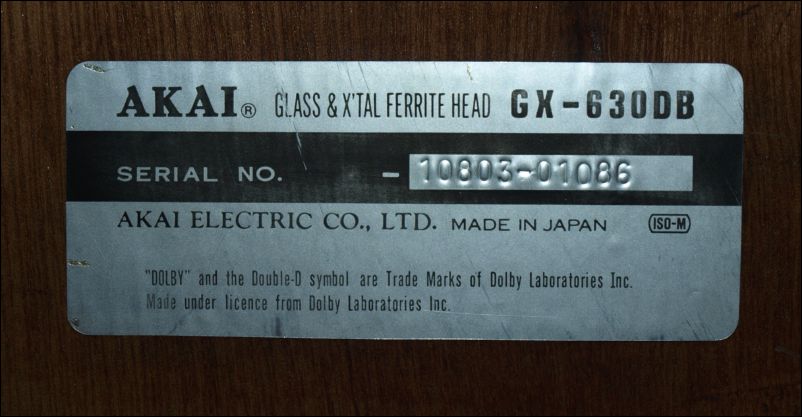 AKAI® GLASS & X'TAL FERRITE HEAD GX-630DB
SERIAL NO. - 10803-01086
AKAI ELECTRIC CO., LTD. MADE IN JAPAN ISO-M
"DOLBY" and the Double-D symbol are Trade Marks of Dolby Laboratories Inc.
Made under licence from Dolby Laboratories Inc.